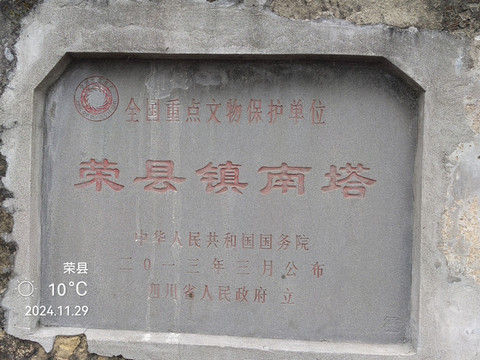 全国重点文物保护单位
荣县镇南塔
中华人民共和国国务院
二〇一三年三月公布
四川省人民政府 立
荣县
10℃
2024.11.29